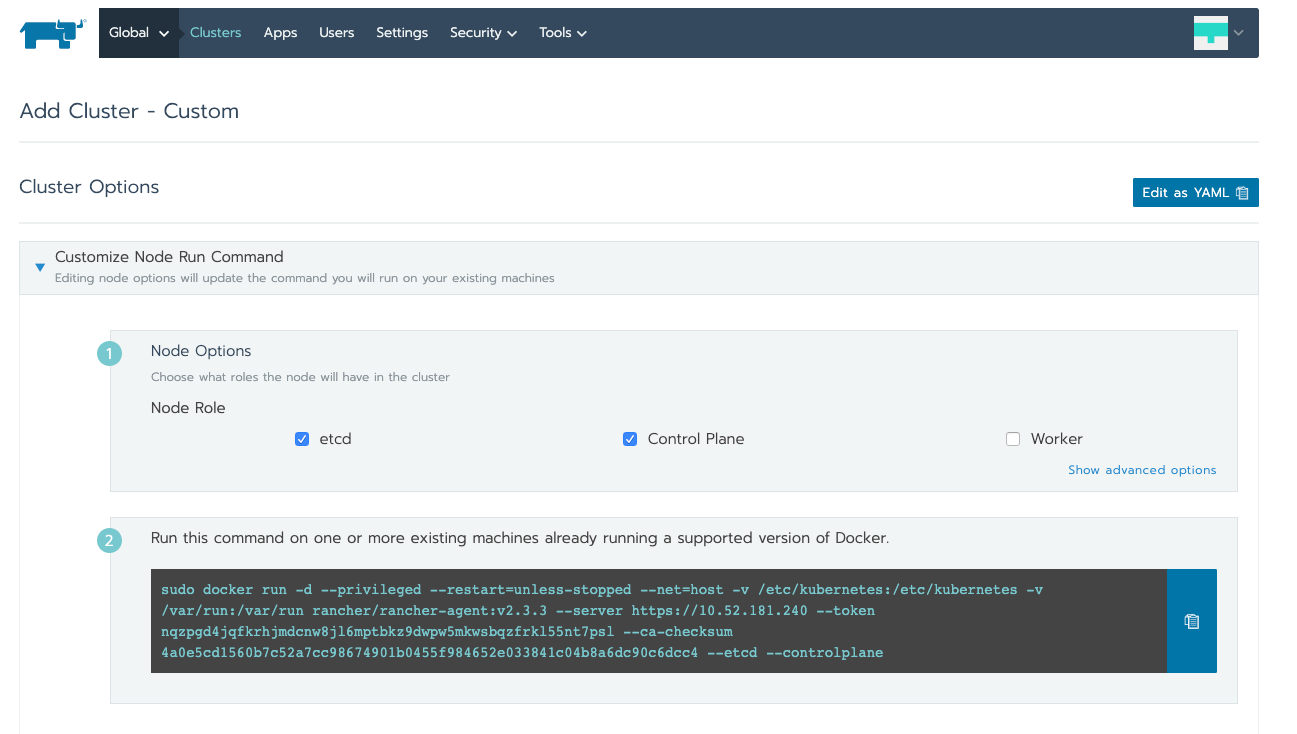 Global Clusters Apps Users Settings Security Tools
Add Cluster - Custom
Cluster Options
Edit as YAML
Customize Node Run Command
Editing node options will update the command you will run on your existing machines
1
Node Options
Choose what roles the node will have in the cluster
Node Role
etcd Control Plane Worker
Show advanced options
2
Run this command on one or more existing machines already running a supported version of Docker.
sudo docker run -d --privileged --restart=unless-stopped --net=host -v /etc/kubernetes:/etc/kubernetes -v
/var/run:/var/run rancher/rancher-agent:v2.3.3 --server https://10.52.181.240 --token
nqzpgd4jqfkrhjmdcnw8jl6mptbkz9dwpw5mkwsbqzfrkl55nt7psl --ca-checksum
4a0e5cd1560b7c52a7cc98674901b0455f984652e033841c04b8a6dc90c6dcc4 --etcd --controlplane